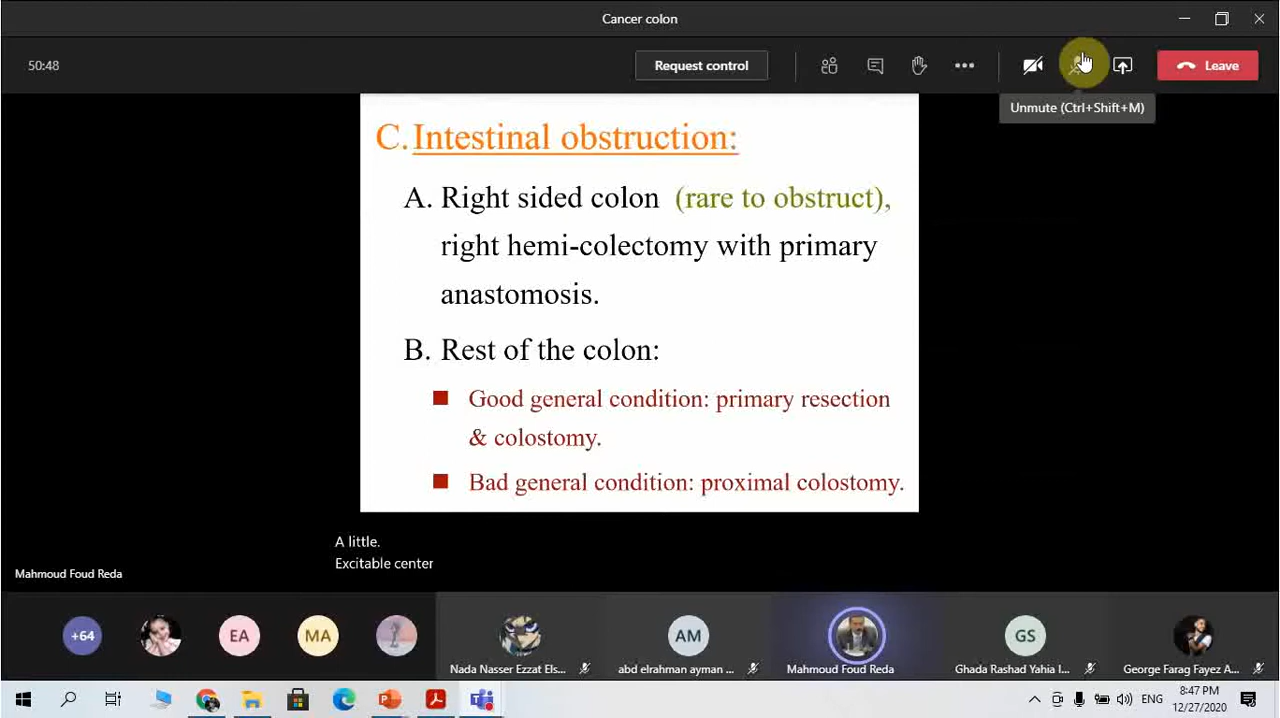 Cancer colon
50:48
Request control
Leave
Unmute (Ctrl+Shift+M)
C. Intestinal obstruction:
A. Right sided colon (rare to obstruct),
right hemi-colectomy with primary
anastomosis.
B. Rest of the colon:
Good general condition: primary resection
& colostomy.
Bad general condition: proximal colostomy.
A little.
Excitable center
Mahmoud Foud Reda
+64
EA
MA
AM
GS
Nada Nasser Ezzat Els...
abd elrahman ayman ...
Mahmoud Foud Reda
Ghada Rashad Yahia I...
George Farag Fayez A...
ENG
8:47 PM
12/27/2020